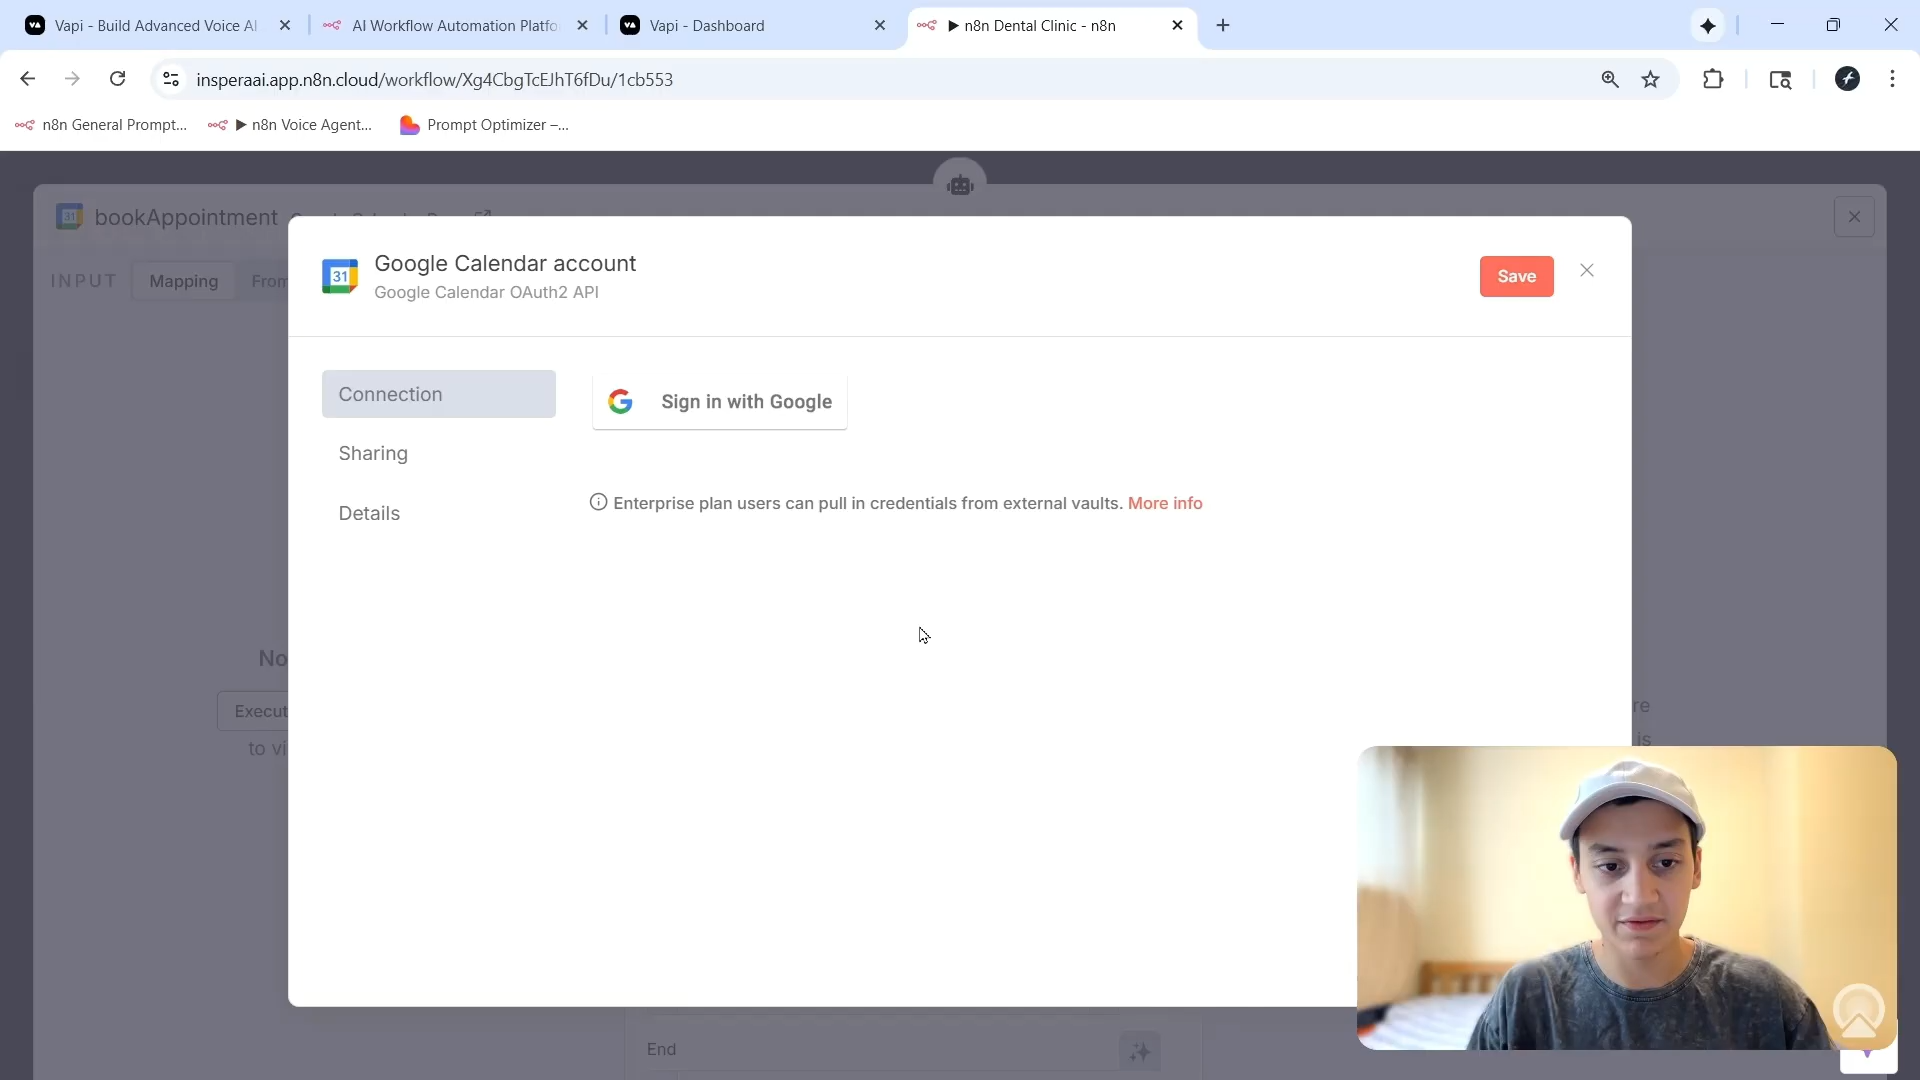 Vapi - Build Advanced Voice AI
AI Workflow Automation Platfo
Vapi - Dashboard
▶ n8n Dental Clinic - n8n
insperaai.app.n8n.cloud/workflow/Xg4CbgTcEJhT6fDu/1cb553
n8n General Prompt...
▶ n8n Voice Agent...
Prompt Optimizer –...
bookAppointment
INPUT
Mapping
From
Google Calendar account
Google Calendar OAuth2 API
Save
Connection
Sharing
Details
Sign in with Google
Enterprise plan users can pull in credentials from external vaults. More info
No
Execut
to vi
re
is
End